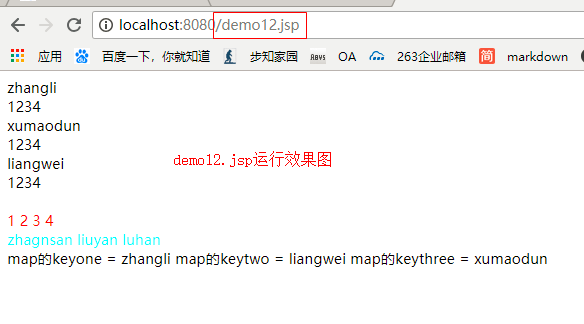 localhost:8080/demo12.jsp
应用 百度一下，你就知道 步知家园 RBVS OA 263企业邮箱 简 markdown
zhangli
1234
xumaodun
1234
liangwei
1234
demo12.jsp运行效果图
1 2 3 4
zhagnsan liuyan luhan
map的keyone = zhangli map的keytwo = liangwei map的keythree = xumaodun